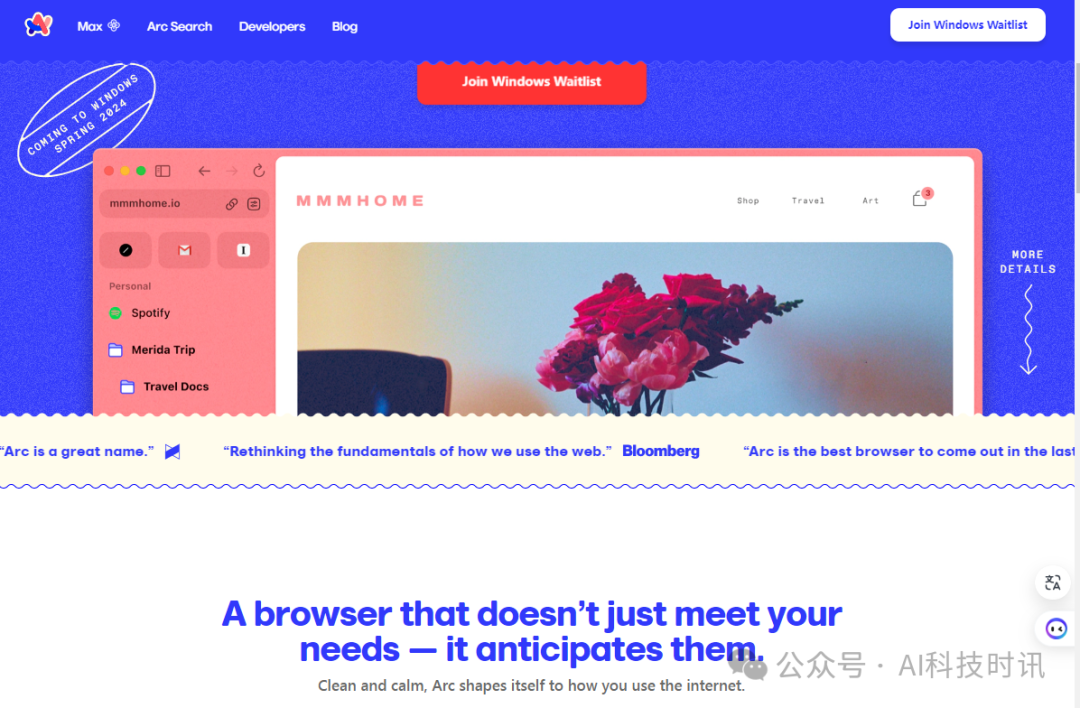 Max
Arc Search
Developers
Blog
Join Windows Waitlist
Join Windows Waitlist
COMING TO WINDOWS
SPRING 2024
mmmhome.io
MMMHOME
Shop
Travel
Art
3
I
Personal
Spotify
Merida Trip
Travel Docs
MORE
DETAILS
“Arc is a great name.”
“Rethinking the fundamentals of how we use the web.” Bloomberg
“Arc is the best browser to come out in the last
A browser that doesn’t just meet your
needs — it anticipates them.
Clean and calm, Arc shapes itself to how you use the internet.
公众号 · AI科技时讯